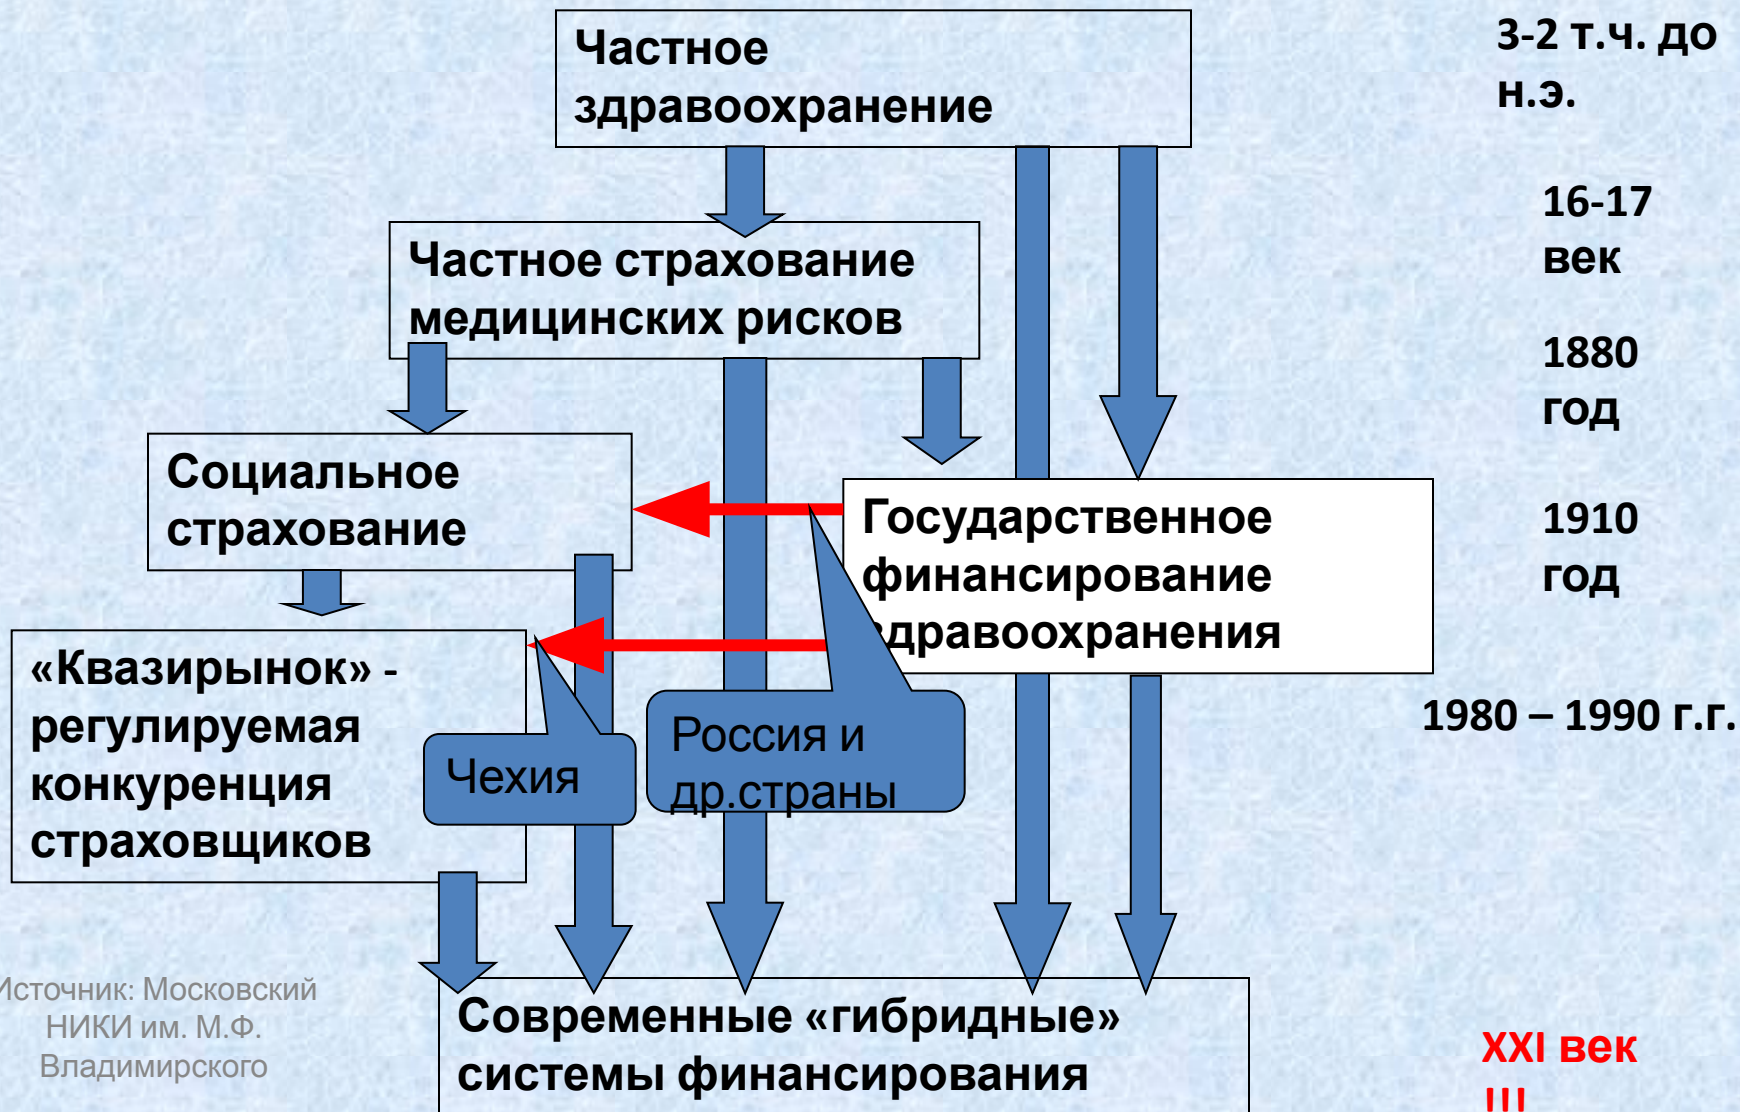 Частное
здравоохранение
3-2 т.ч. до
н.э.
16-17
век
Частное страхование
медицинских рисков
1880
год
Социальное
страхование
Государственное
финансирование
здравоохранения
1910
год
«Квазирынок» -
регулируемая
конкуренция
страховщиков
Чехия
Россия и
др.страны
1980 – 1990 г.г.
Источник: Московский
НИКИ им. М.Ф.
Владимирского
Современные «гибридные»
системы финансирования
XXI век
!!!